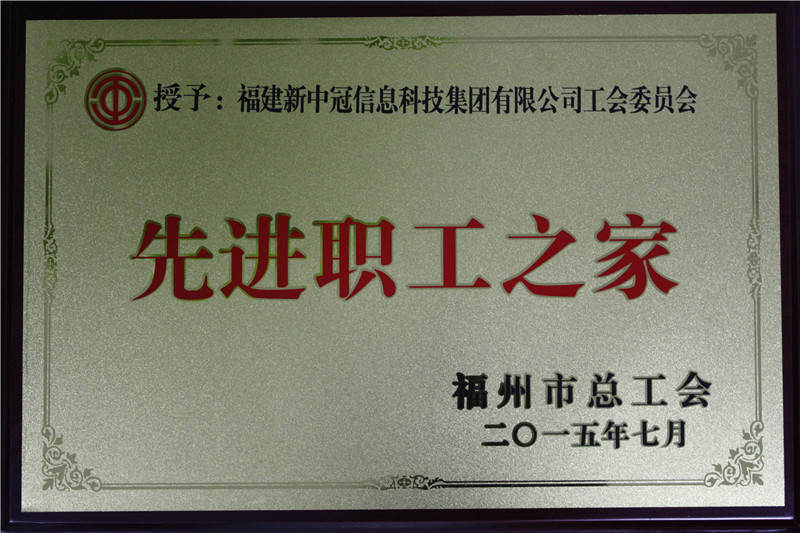 授予：福建新中冠信息科技集团有限公司工会委员会
先进职工之家
福州市总工会
二〇一五年七月